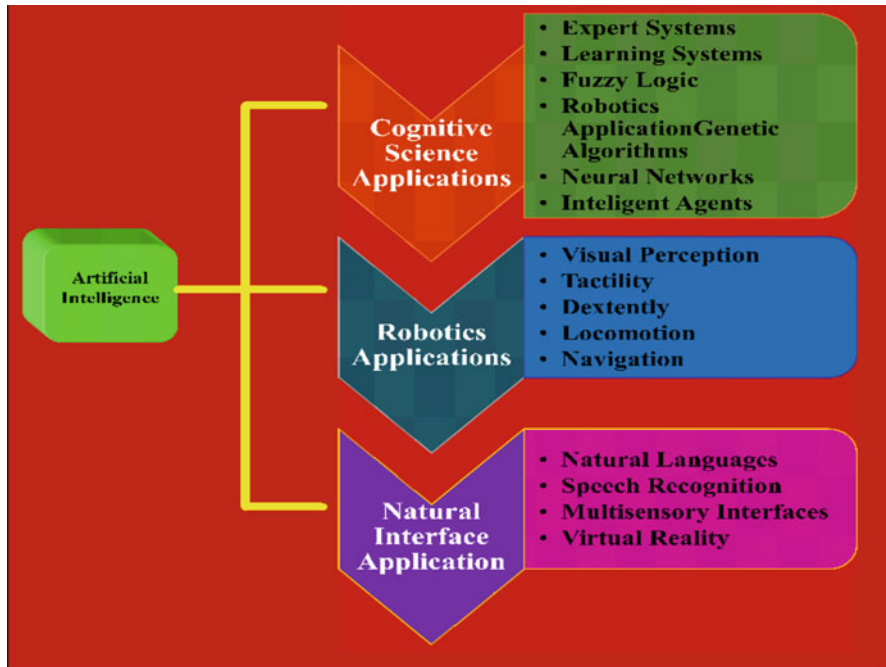 Artificial
Intelligence
Cognitive
Science
Applications
• Expert Systems
• Learning Systems
• Fuzzy Logic
• Robotics
ApplicationGenetic
Algorithms
• Neural Networks
• Inteligent Agents
Robotics
Applications
• Visual Perception
• Tactility
• Dextently
• Locomotion
• Navigation
Natural
Interface
Application
• Natural Languages
• Speech Recognition
• Multisensory Interfaces
• Virtual Reality